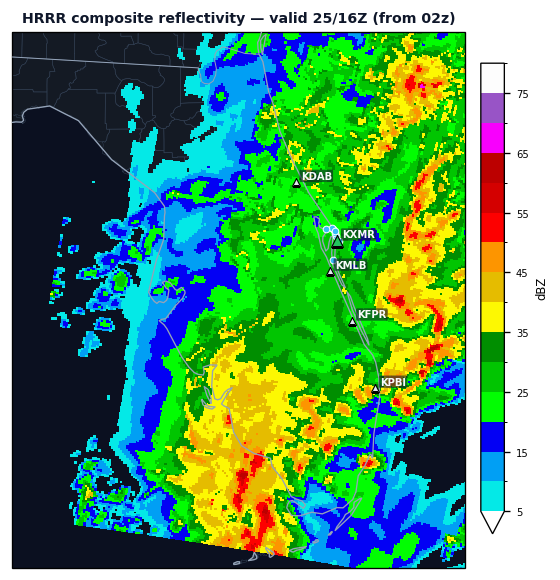 HRRR composite reflectivity — valid 25/16Z (from 02z)
KDAB
KXMR
KMLB
KFPR
KPBI
75
65
55
45
35
25
15
5
dBZ